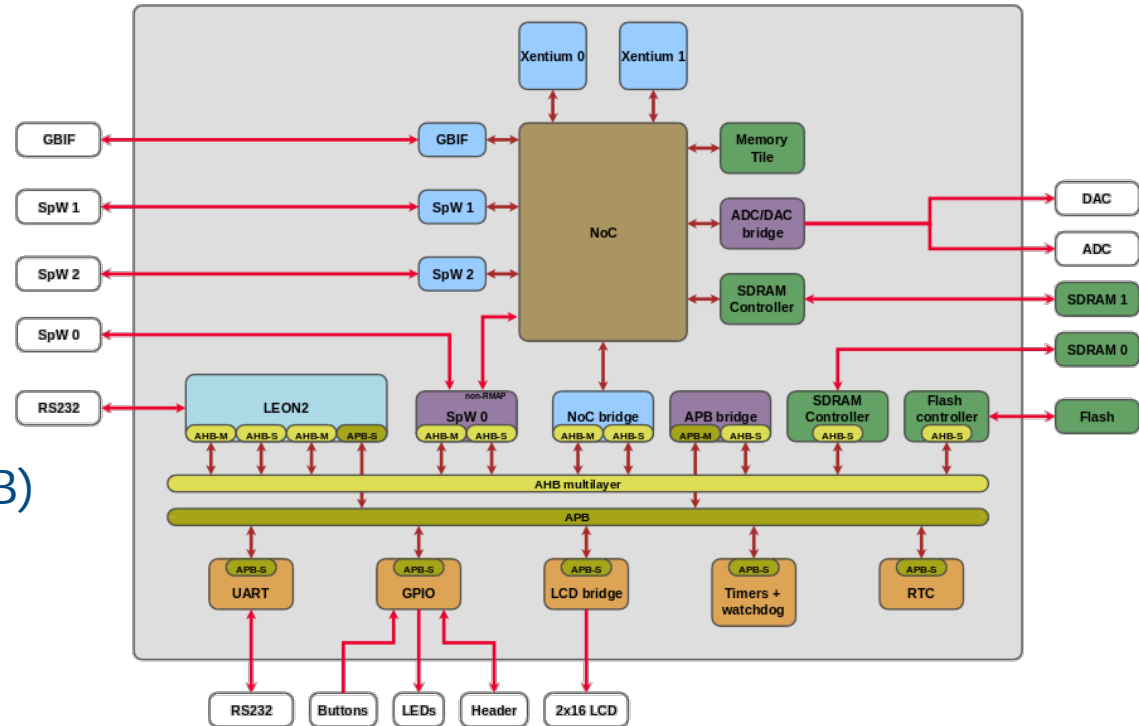 Xentium 0
Xentium 1
GBIF
GBIF
Memory
Tile
SpW 1
SpW 1
ADC/DAC
bridge
DAC
NoC
ADC
SpW 2
SpW 2
SDRAM
Controller
SDRAM 1
SpW 0
SDRAM 0
RS232
LEON2
AHB-M
AHB-S
AHB-M
APB-S
non-RMAP
SpW 0
AHB-M
AHB-S
NoC bridge
AHB-M
AHB-S
APB bridge
APB-M
AHB-S
SDRAM
Controller
AHB-S
Flash
controller
AHB-S
Flash
B)
AHB multilayer
APB
APB-S
UART
APB-S
GPIO
APB-S
LCD bridge
APB-S
Timers +
watchdog
APB-S
RTC
RS232
Buttons
LEDs
Header
2x16 LCD